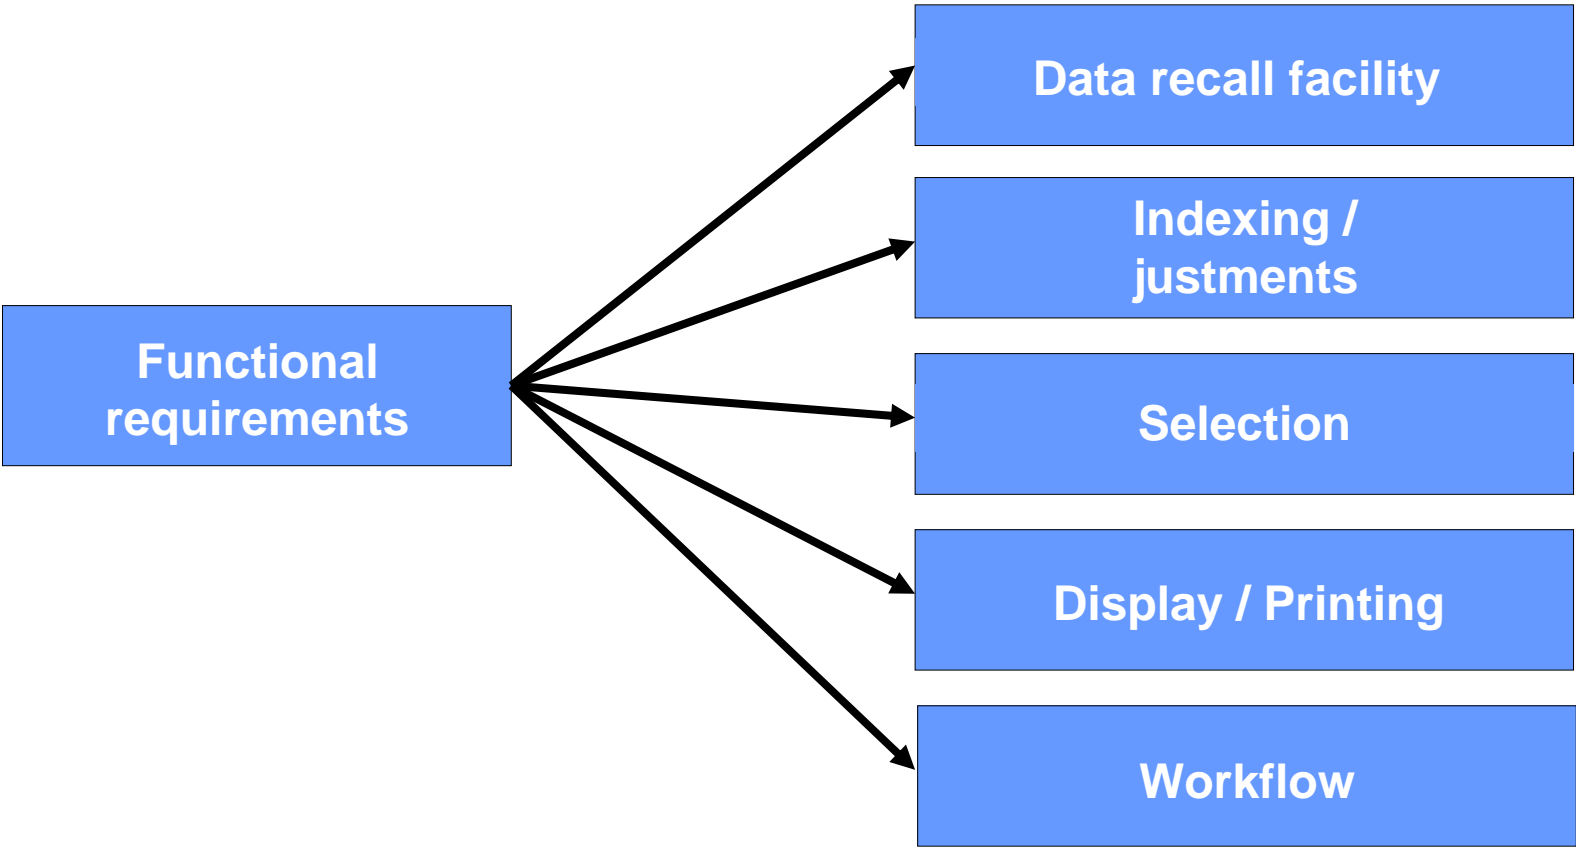 Functional
requirements
Data recall facility
Indexing /
justments
Selection
Display / Printing
Workflow